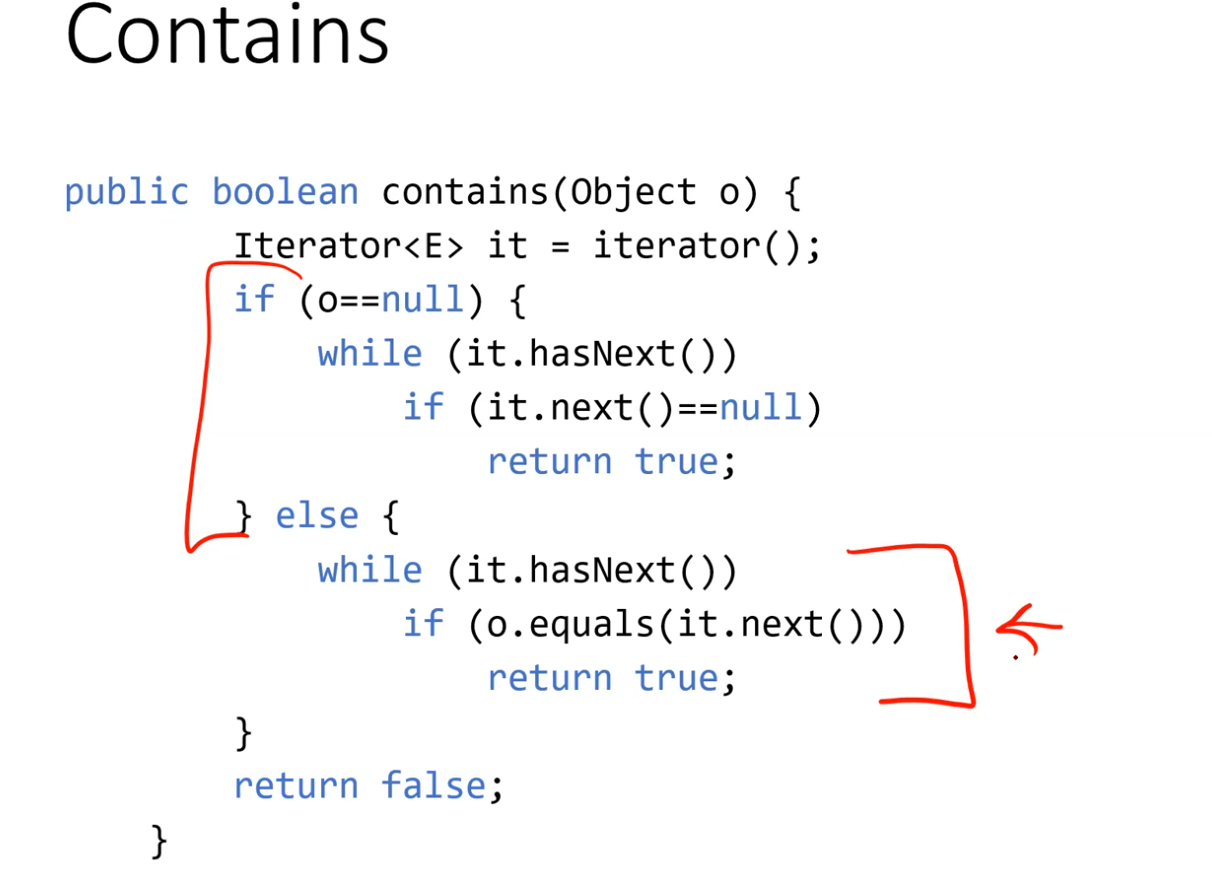 Contains
public boolean contains(Object o) {
Iterator<E> it = iterator();
if (o==null) {
while (it.hasNext())
if (it.next()==null)
return true;
} else {
while (it.hasNext())
if (o.equals(it.next()))
return true;
}
return false;
}